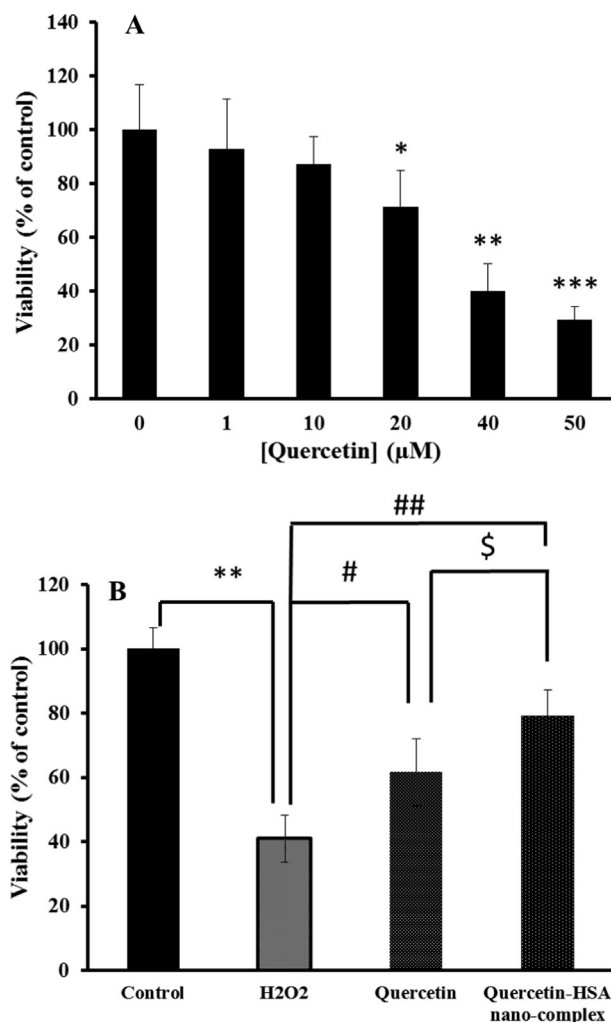 A
140
120
100
80
60
40
20
0
Viability (% of control)
*
**
***
0 1 10 20 40 50
[Quercetin] (µM)
B
##
$
**
#
120
100
80
60
40
20
0
Viability (% of control)
Control H2O2 Quercetin Quercetin-HSA
nano-complex